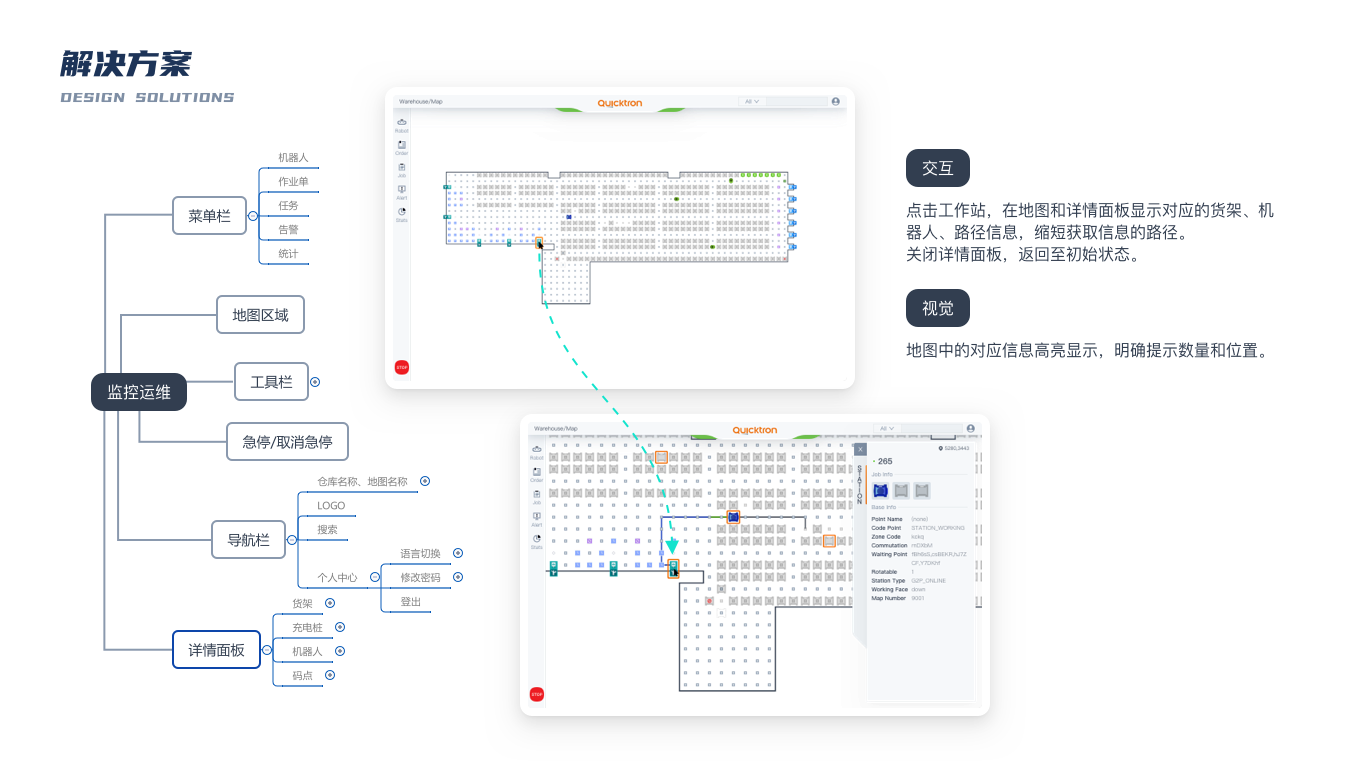 解决方案
DESIGN SOLUTIONS
监控运维
菜单栏
机器人
作业单
任务
告警
统计
地图区域
工具栏
急停/取消急停
导航栏
仓库名称、地图名称
LOGO
搜索
个人中心
语言切换
修改密码
登出
详情面板
货架
充电桩
机器人
码点
Warehouse/Map
Quicktron
All
Robot
Order
Job
Alert
Stats
STOP
Warehouse/Map
Quicktron
All
Robot
Order
Job
Alert
Stats
STOP
x
STATION
5280,3443
265
Job Info
Base Info
Point Name (none)
Code Point STATION_WORKING
Zone Code kckq
Commutation
Waiting Point
Rotatable
Station Type G2P_ONLINE
Working Face down
Map Number 9001
交互
点击工作站，在地图和详情面板显示对应的货架、机
器人、路径信息，缩短获取信息的路径。
关闭详情面板，返回至初始状态。
视觉
地图中的对应信息高亮显示，明确提示数量和位置。